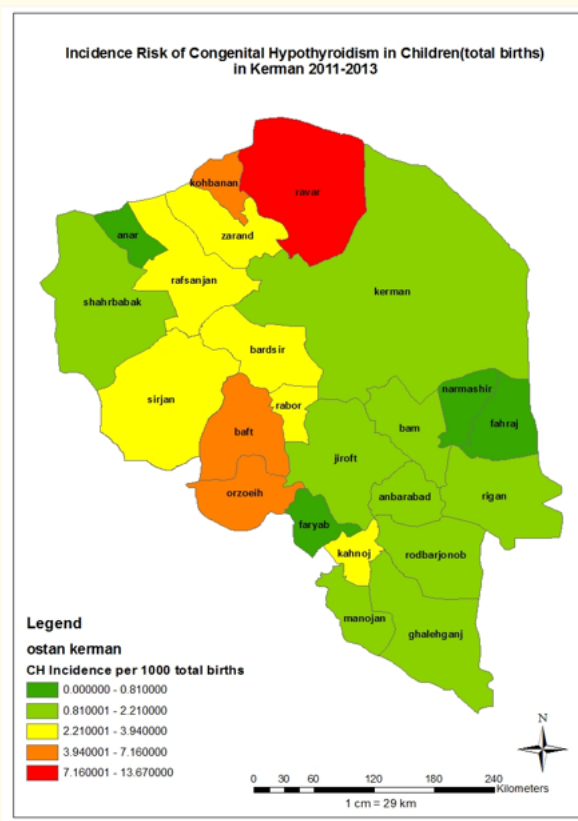 Incidence Risk of Congenital Hypothyroidism in Children(total births)
in Kerman 2011-2013
kohbanan
ravar
anar
zarand
rafsanjan
shahrbabak
kerman
bardsir
sirjan
rabor
narmashir
baft
bam
fahraj
jiroft
orzoeih
anbarabad
rigan
faryab
kahnoj
rodbarjonob
manojan
ghalehganj
Legend
ostan kerman
CH Incidence per 1000 total births
0.000000 - 0.810000
0.810001 - 2.210000
2.210001 - 3.940000
3.940001 - 7.160000
7.160001 - 13.670000
N
0 30 60 120 180 240
Kilometers
1 cm = 29 km